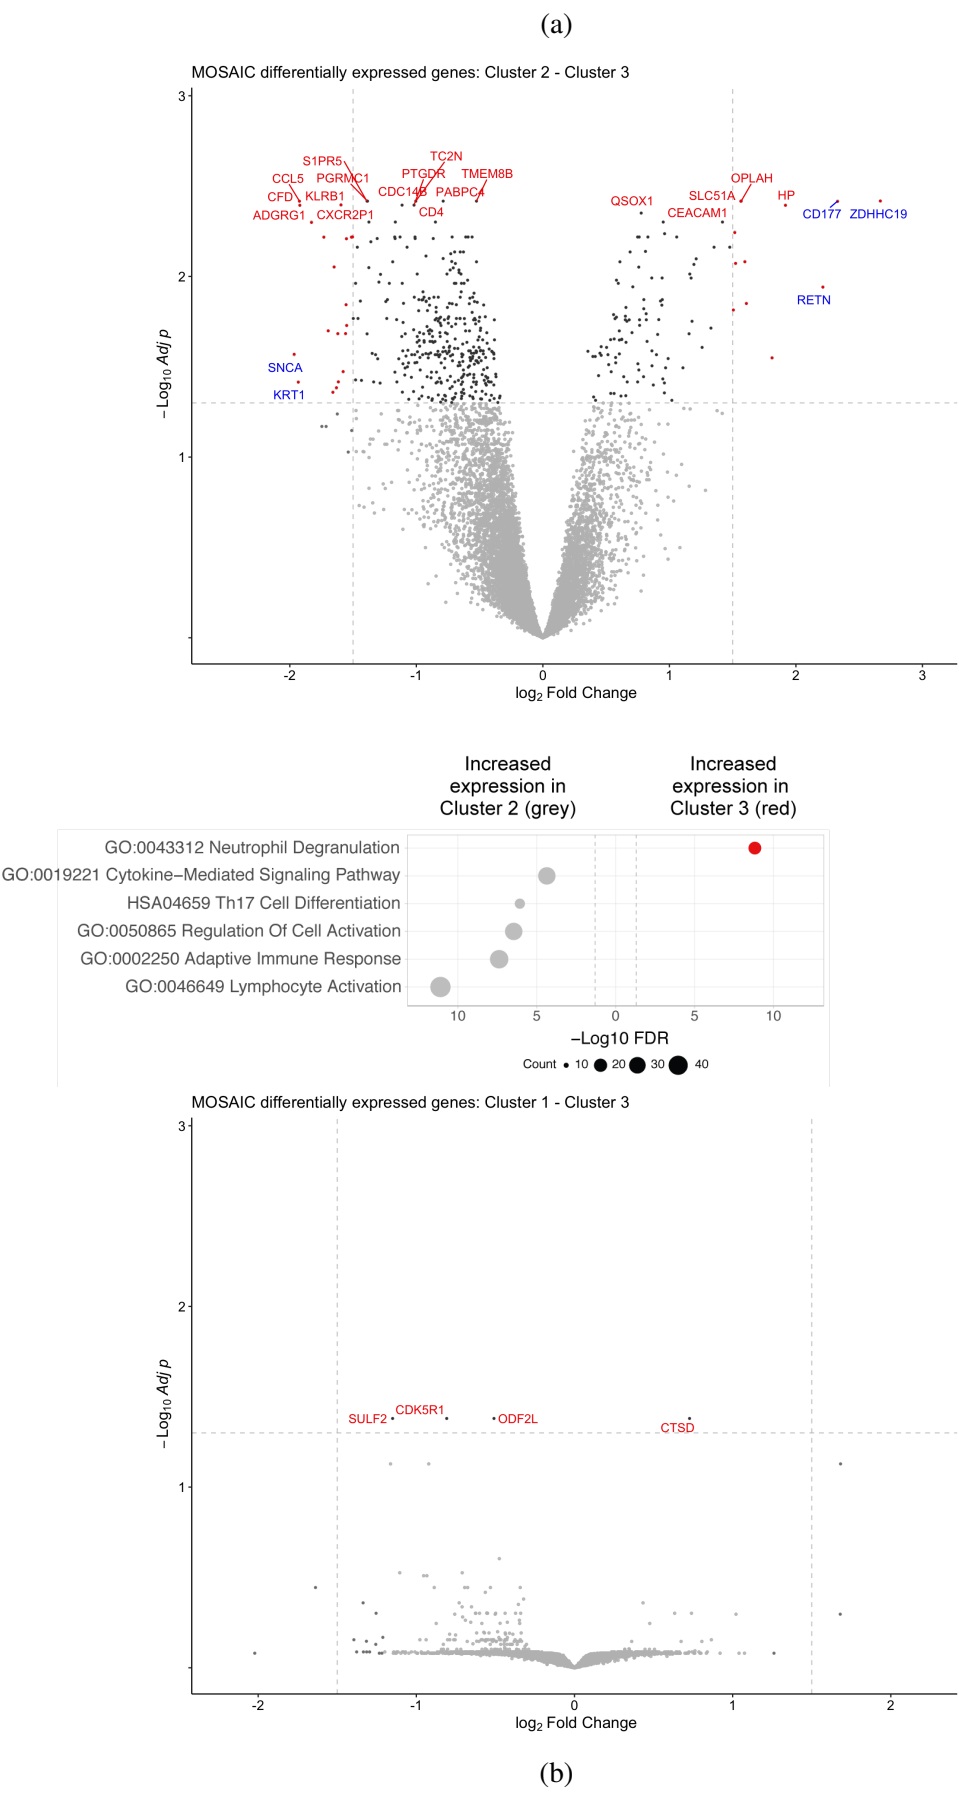 (a)
MOSAIC differentially expressed genes: Cluster 2 - Cluster 3
3
TC2N
S1PR5
CCL5 PGRMC1 PTGDR TMEM8B OPLAH
CFD KLRB1 CDC14B PABPC4 QSOX1 SLC51A HP
ADGRG1 CXCR2P1 CD4 CEACAM1 CD177 ZDHHC19
2
RETN
SNCA
KRT1
1
−Log10 Adj p
-2 -1 0 1 2 3
log2 Fold Change
Increased expression in Cluster 2 (grey)
Increased expression in Cluster 3 (red)
GO:0043312 Neutrophil Degranulation
GO:0019221 Cytokine−Mediated Signaling Pathway
HSA04659 Th17 Cell Differentiation
GO:0050865 Regulation Of Cell Activation
GO:0002250 Adaptive Immune Response
GO:0046649 Lymphocyte Activation
10 5 0 5 10
−Log10 FDR
Count 10 20 30 40
MOSAIC differentially expressed genes: Cluster 1 - Cluster 3
3
2
SULF2 CDK5R1 ODF2L CTSD
1
−Log10 Adj p
-2 -1 0 1 2
log2 Fold Change
(b)